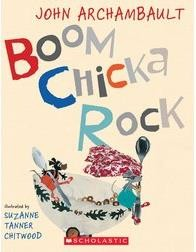 JOHN ARCHAMBAULT
BOOM
CHICKA
ROCK
illustrated by
SUZANNE
TANNER
CHITWOOD
SCHOLASTIC